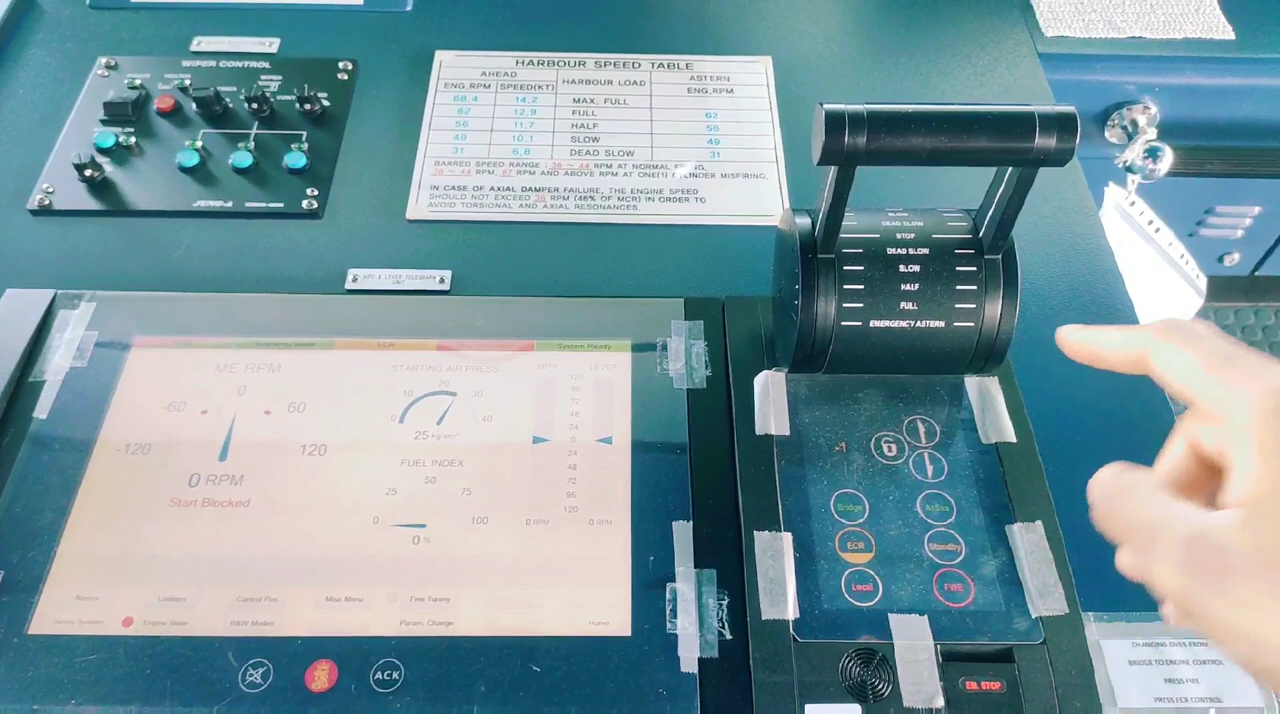 WIPER CONTROL
HARBOUR SPEED TABLE
AHEAD HARBOUR LOAD ASTERN
ENG.RPM SPEED(KT) ENG.RPM
68.4 14.2 MAX. FULL
62 12.9 FULL 62
56 11.7 HALF 56
49 10.1 SLOW 49
31 6.8 DEAD SLOW 31
BARRED SPEED RANGE : 36 ~ 44 RPM AT NORMAL FIRING,
36 ~ 44 RPM, 67 RPM AND ABOVE RPM AT ONE(1) CYLINDER MISFIRING.
IN CASE OF AXIAL DAMPER FAILURE, THE ENGINE SPEED
SHOULD NOT EXCEED 36 RPM (46% OF MCR) IN ORDER TO
AVOID TORSIONAL AND AXIAL RESONANCES.
SLOW
DEAD SLOW
STOP
DEAD SLOW
SLOW
HALF
FULL
EMERGENCY ASTERN
& LEVER TELEGRAPH
UNIT
ECR
System Ready
ME RPM
-120 -60 0 60 120
0 RPM
Start Blocked
STARTING AIR PRESS
0 10 20 30 40
25 kg/cm²
FUEL INDEX
0 25 50 75 100
0 %
SETP. LEVER
120
96
72
48
24
0
24
48
72
96
120
0 RPM 0 RPM
Limiters Control Pos. Misc Menu Fine Tuning
Safety System Engine State B&W Modes Param. Change Home
ACK
Bridge AtSea
ECR Standby
Local FWE
EM. STOP
CHANGING OVER FROM
BRIDGE TO ENGINE CONTROL
PRESS FWE
PRESS ECR CONTROL